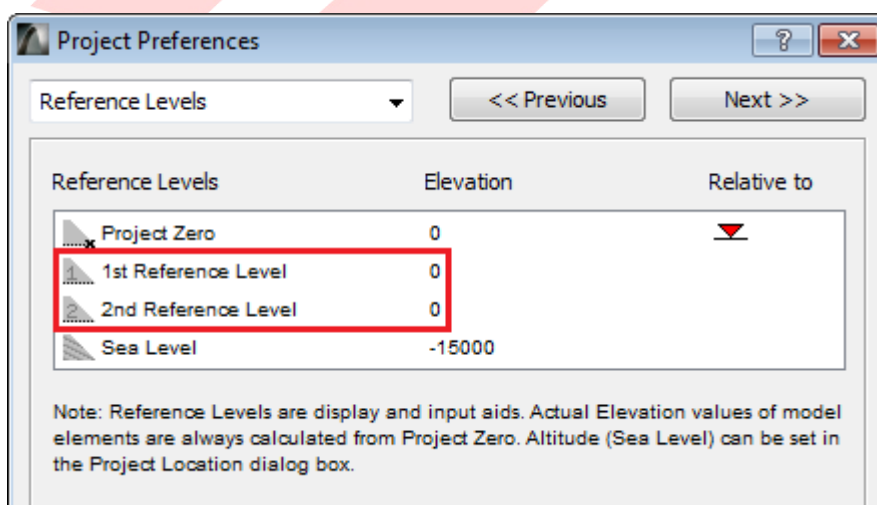 Project Preferences
Reference Levels << Previous Next >>
Reference Levels Elevation Relative to
Project Zero 0
1 1st Reference Level 0
2 2nd Reference Level 0
Sea Level -15000
Note: Reference Levels are display and input aids. Actual Elevation values of model
elements are always calculated from Project Zero. Altitude (Sea Level) can be set in
the Project Location dialog box.